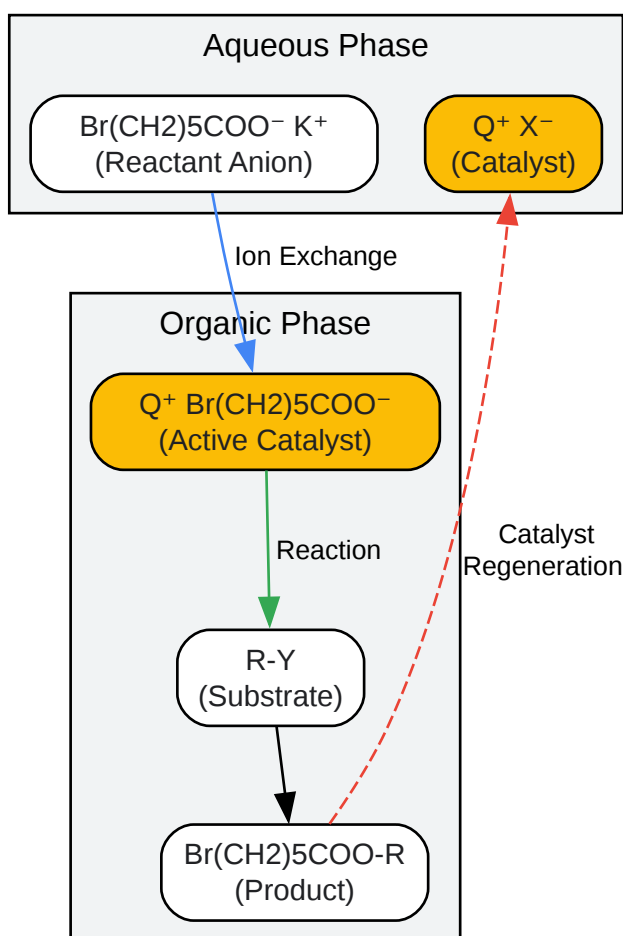 Aqueous Phase
Br(CH2)5COO⁻ K⁺
(Reactant Anion)
Q⁺ X⁻
(Catalyst)
Ion Exchange
Organic Phase
Q⁺ Br(CH2)5COO⁻
(Active Catalyst)
Reaction
Catalyst
Regeneration
R-Y
(Substrate)
Br(CH2)5COO-R
(Product)